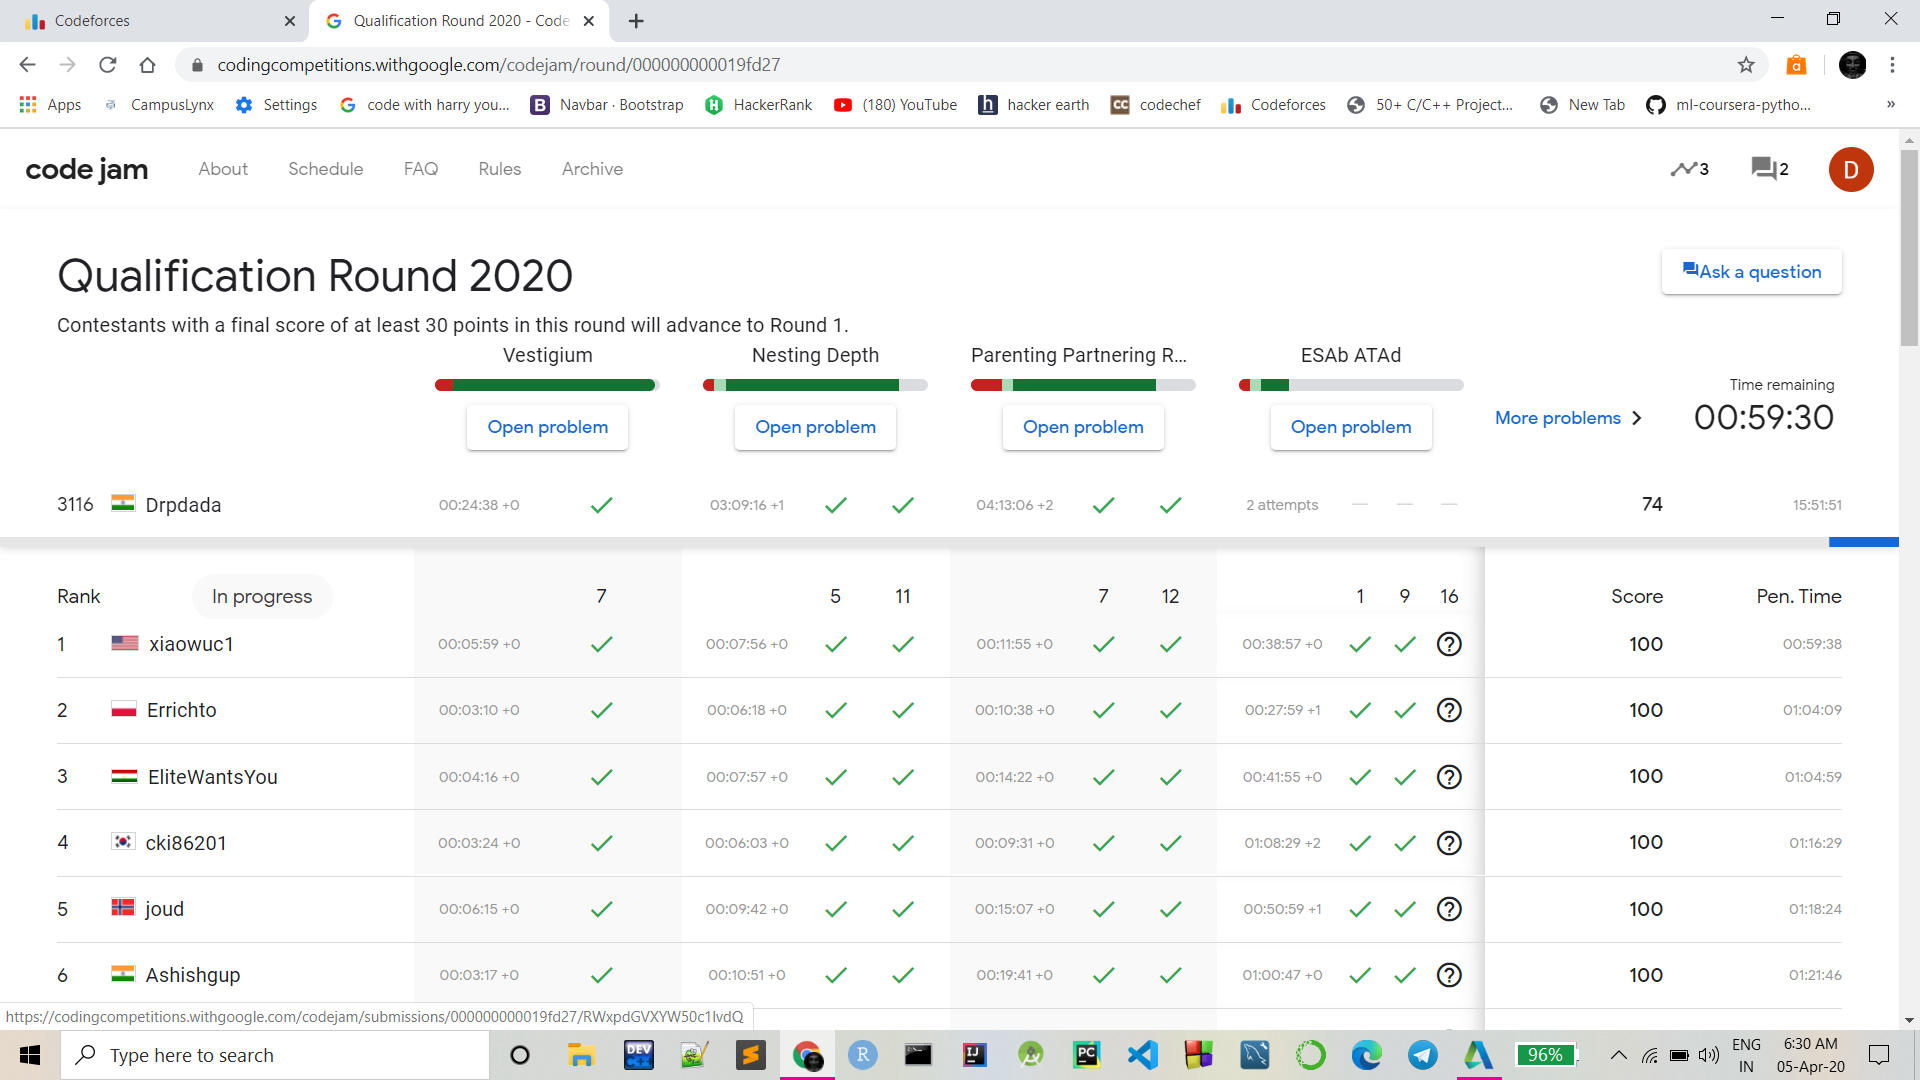 Codeforces
Qualification Round 2020 - Code
codingcompetitions.withgoogle.com/codejam/round/000000000019fd27
Apps CampusLynx Settings code with harry you... Navbar · Bootstrap HackerRank (180) YouTube hacker earth codechef Codeforces 50+ C/C++ Project... New Tab ml-coursera-pytho... »
code jam About Schedule FAQ Rules Archive 3 2 D
Qualification Round 2020
Ask a question
Contestants with a final score of at least 30 points in this round will advance to Round 1.
Vestigium Nesting Depth Parenting Partnering R... ESAb ATAd
Time remaining
Open problem Open problem Open problem Open problem More problems 00:59:30
3116 Drpdada 00:24:38 +0 03:09:16 +1 04:13:06 +2 2 attempts 74 15:51:51
Rank In progress 7 5 11 7 12 1 9 16 Score Pen. Time
1 xiaowuc1 00:05:59 +0 00:07:56 +0 00:11:55 +0 00:38:57 +0 100 00:59:38
2 Errichto 00:03:10 +0 00:06:18 +0 00:10:38 +0 00:27:59 +1 100 01:04:09
3 EliteWantsYou 00:04:16 +0 00:07:57 +0 00:14:22 +0 00:41:55 +0 100 01:04:59
4 cki86201 00:03:24 +0 00:06:03 +0 00:09:31 +0 01:08:29 +2 100 01:16:29
5 joud 00:06:15 +0 00:09:42 +0 00:15:07 +0 00:50:59 +1 100 01:18:24
6 Ashishgup 00:03:17 +0 00:10:51 +0 00:19:41 +0 01:00:47 +0 100 01:21:46
Type here to search DEV C++ R IJ PC 96% ENG IN 6:30 AM 05-Apr-20